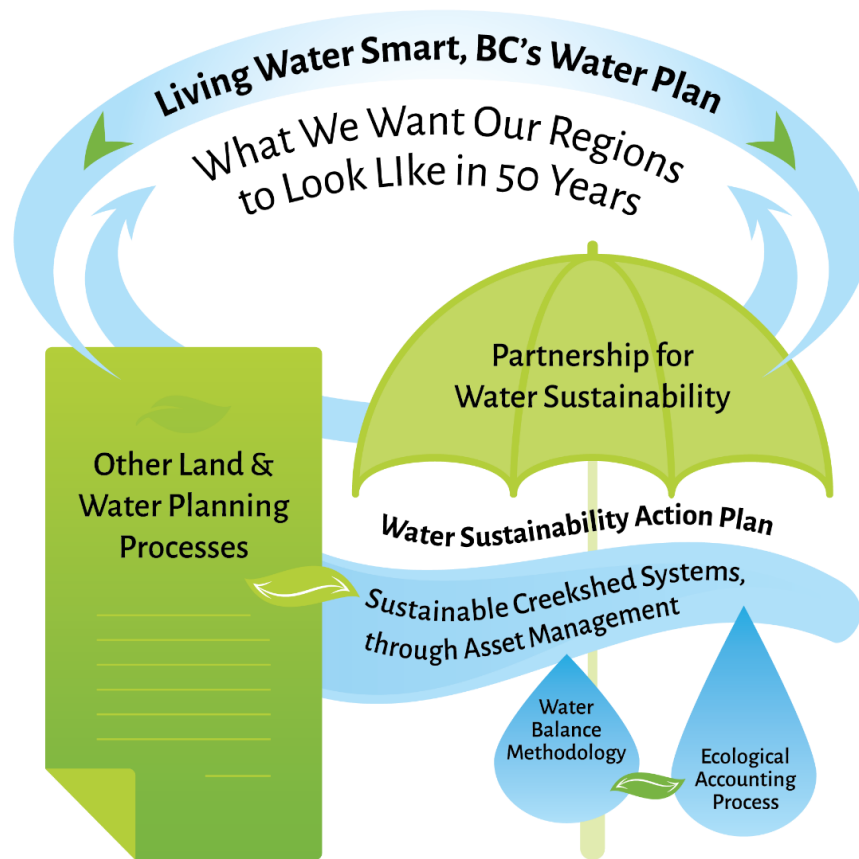 Living Water Smart, BC's Water Plan
What We Want Our Regions
to Look LIke in 50 Years
Other Land &
Water Planning
Processes
Partnership for
Water Sustainability
Water Sustainability Action Plan
Sustainable Creekshed Systems,
through Asset Management
Water
Balance
Methodology
Ecological
Accounting
Process